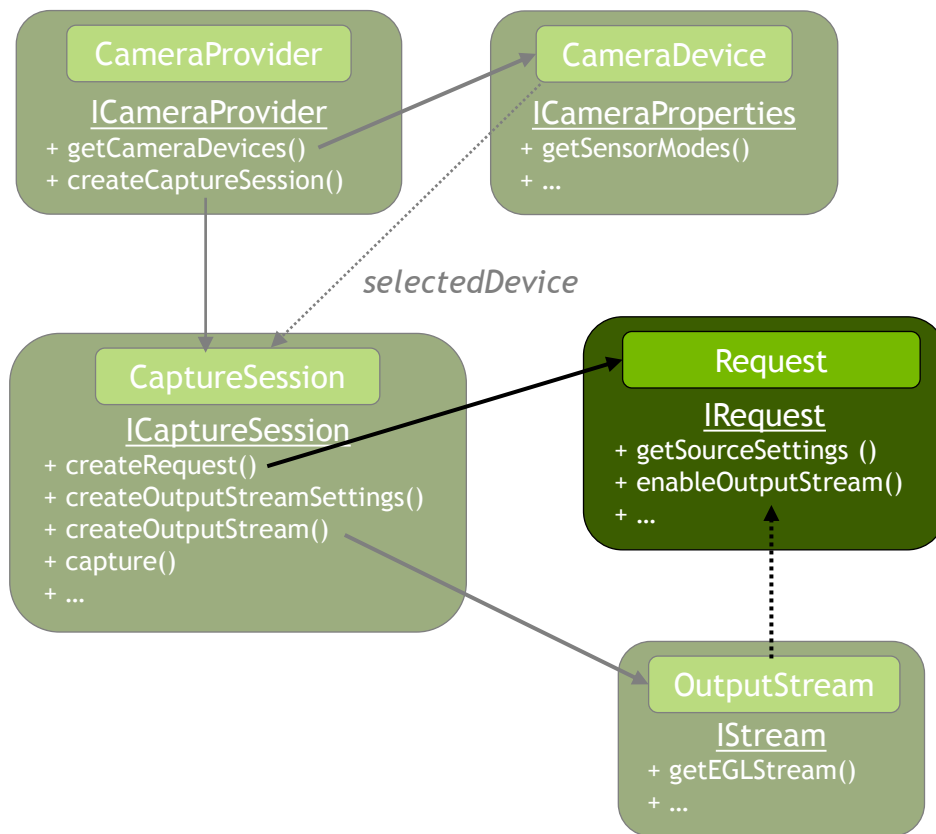 CameraProvider
ICameraProvider
+ getCameraDevices()
+ createCaptureSession()
CameraDevice
ICameraProperties
+ getSensorModes()
+ …
selectedDevice
CaptureSession
ICaptureSession
+ createRequest()
+ createOutputStreamSettings()
+ createOutputStream()
+ capture()
+ …
Request
IRequest
+ getSourceSettings ()
+ enableOutputStream()
+ …
OutputStream
IStream
+ getEGLStream()
+ …